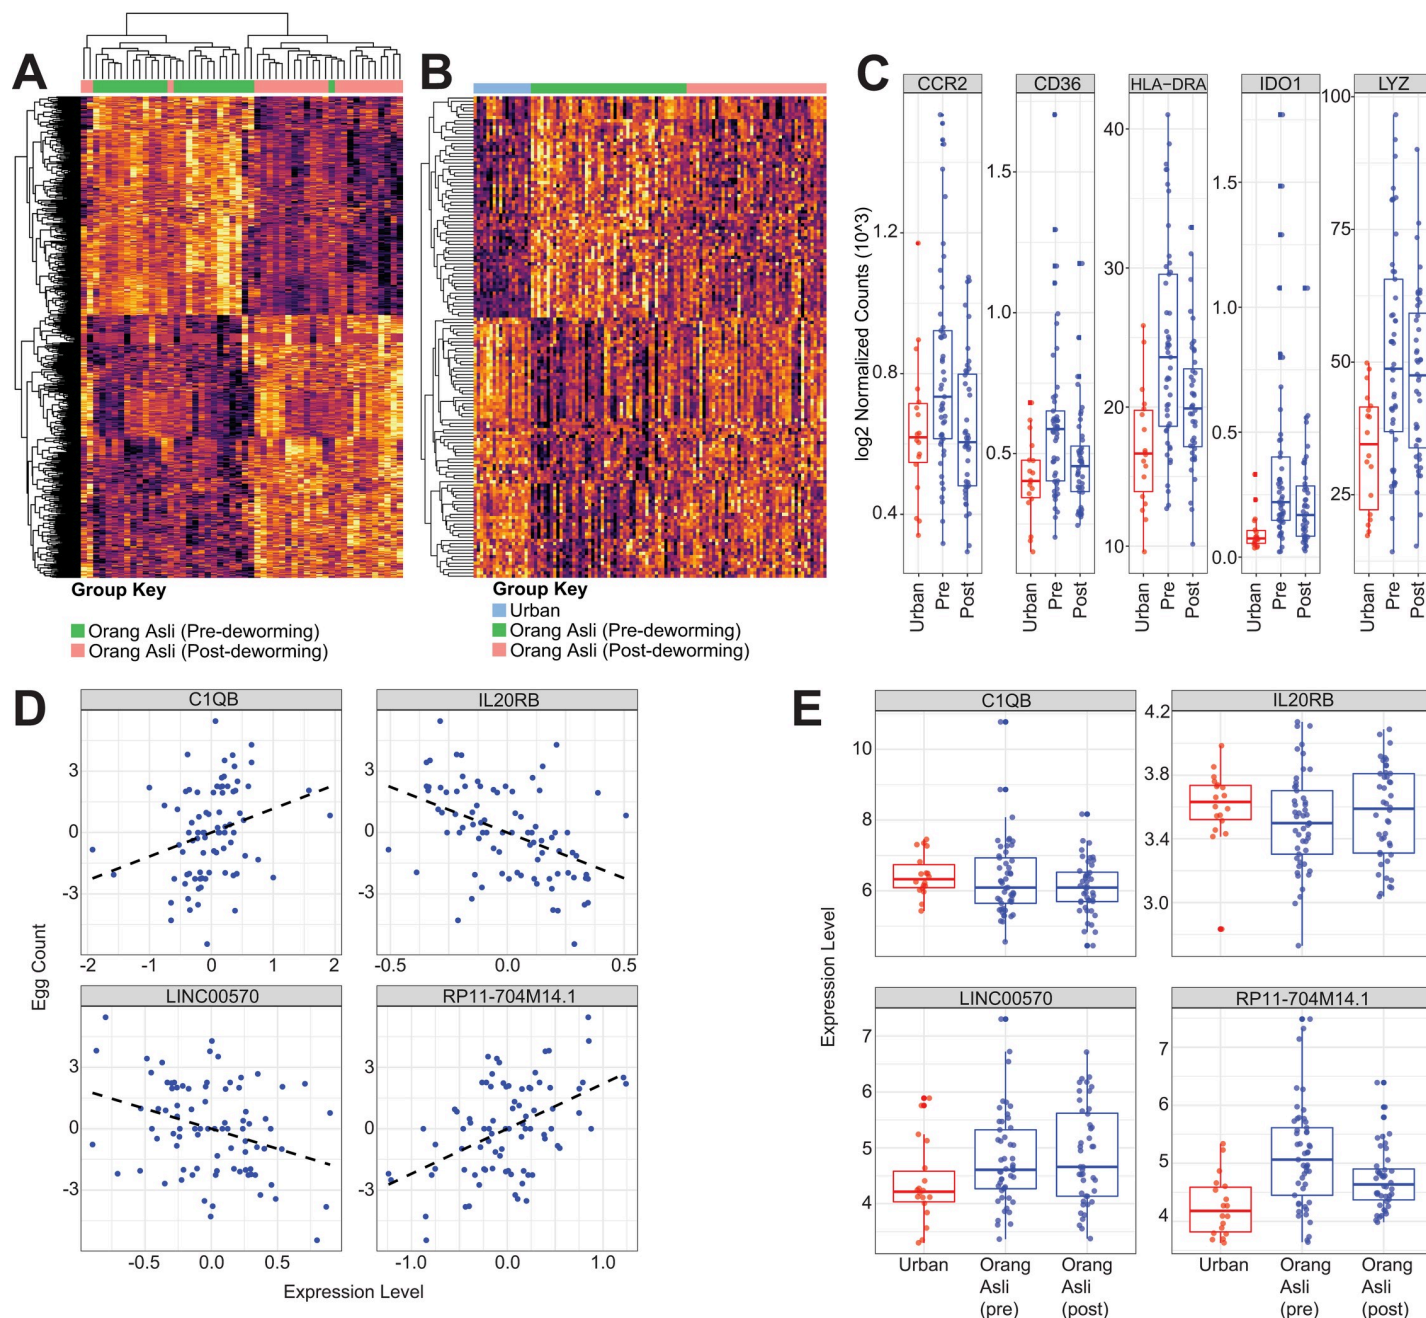 A
B
C
CCR2
CD36
HLA−DRA
IDO1
LYZ
log2 Normalized Counts (10^3)
1.2
0.8
0.4
1.5
1.0
0.5
40
30
20
10
1.5
1.0
0.5
0.0
100
75
50
25
Urban
Pre
Post
Urban
Pre
Post
Urban
Pre
Post
Urban
Pre
Post
Urban
Pre
Post
Group Key
Orang Asli (Pre-deworming)
Orang Asli (Post-deworming)
Group Key
Urban
Orang Asli (Pre-deworming)
Orang Asli (Post-deworming)
D
C1QB
IL20RB
3
0
-3
3
0
-3
-2
-1
0
1
2
-0.5
0.0
0.5
Egg Count
LINC00570
RP11-704M14.1
3
0
-3
3
0
-3
-0.5
0.0
0.5
-1.0
0.0
1.0
Expression Level
E
C1QB
IL20RB
10
8
6
4.2
3.8
3.4
3.0
Expression Level
LINC00570
RP11-704M14.1
7
6
5
4
7
6
5
4
Urban
Orang
Asli
(pre)
Orang
Asli
(post)
Urban
Orang
Asli
(pre)
Orang
Asli
(post)